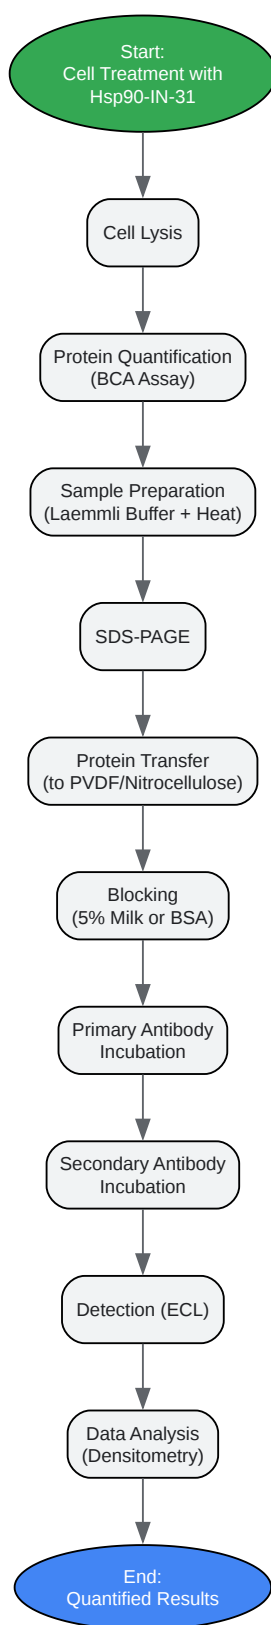 Start:
Cell Treatment with
Hsp90-IN-31
Cell Lysis
Protein Quantification
(BCA Assay)
Sample Preparation
(Laemmli Buffer + Heat)
SDS-PAGE
Protein Transfer
(to PVDF/Nitrocellulose)
Blocking
(5% Milk or BSA)
Primary Antibody
Incubation
Secondary Antibody
Incubation
Detection (ECL)
Data Analysis
(Densitometry)
End:
Quantified Results